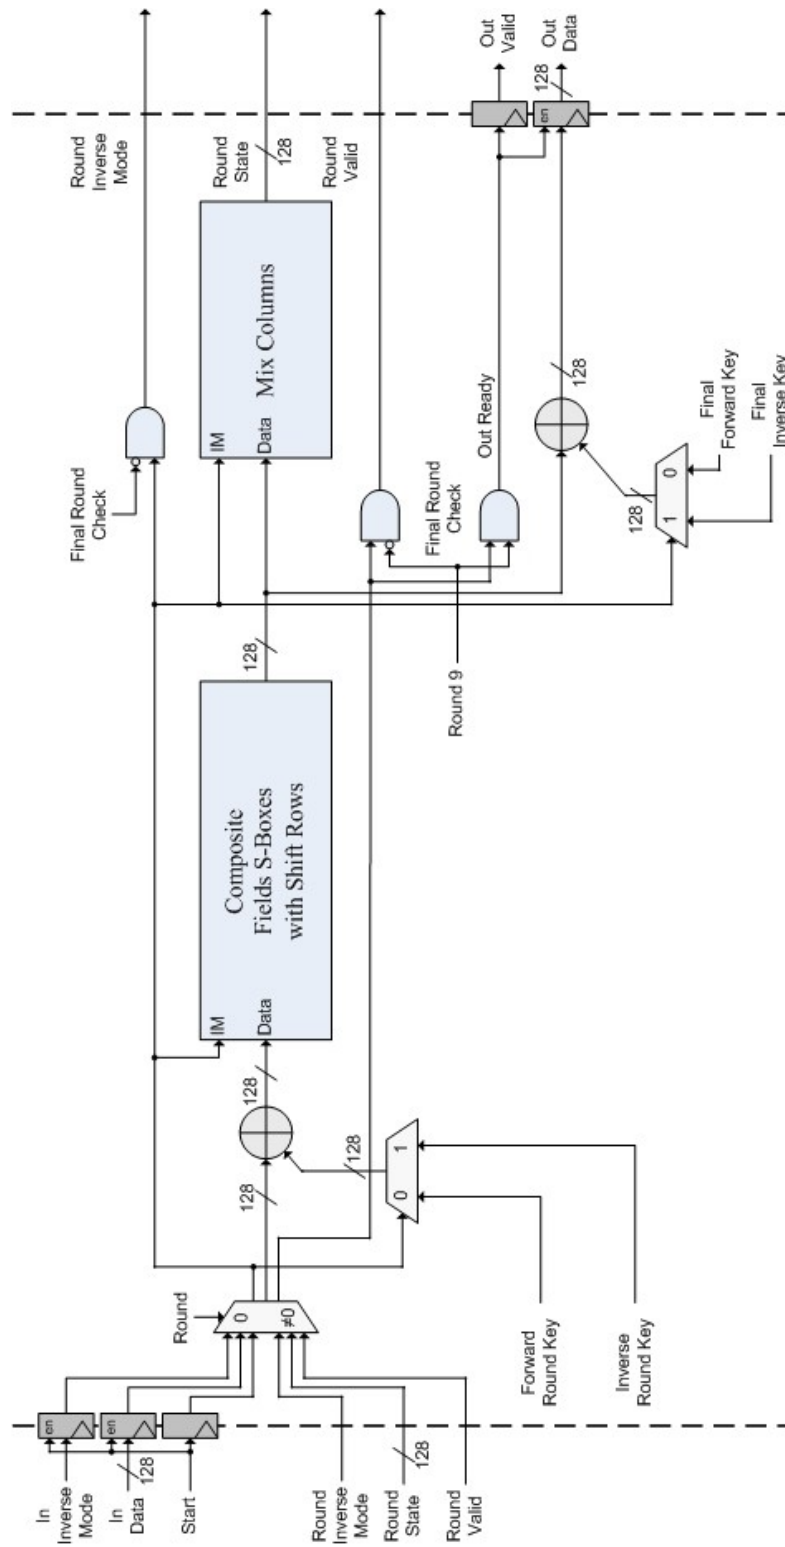 In
Inverse
Mode
In
Data
Start
128
en
en
Round
Inverse
Mode
Round
State
Round
Valid
128
Round
0
≠0
Forward
Round Key
Inverse
Round Key
128
128
128
0
1
IM
Data
Composite
Fields S-Boxes
with Shift Rows
128
Round 9
Final Round
Check
Final Round
Check
IM
Data
Mix Columns
Out Ready
128
128
1
0
Final
Forward Key
Final
Inverse Key
Round
Inverse
Mode
Round
State
128
Round
Valid
en
Out
Valid
Out
Data
128